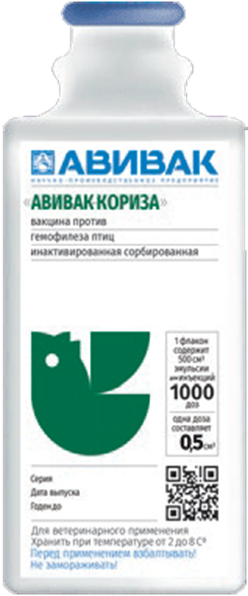 АВИВАК
НАУЧНО-ПРОИЗВОДСТВЕННОЕ ПРЕДПРИЯТИЕ
«АВИВАК-КОРИЗА»
вакцина против
гемофилеза птиц
инактивированная сорбированная
1 флакон
содержит
500 см³
эмульсии
для инъекций
1000
доз
одна доза
составляет
0,5 см³
Серия
Дата выпуска
Годен до
Для ветеринарного применения
Хранить при температуре от 2 до 8 С°
Перед применением взбалтывать!
Не замораживать!